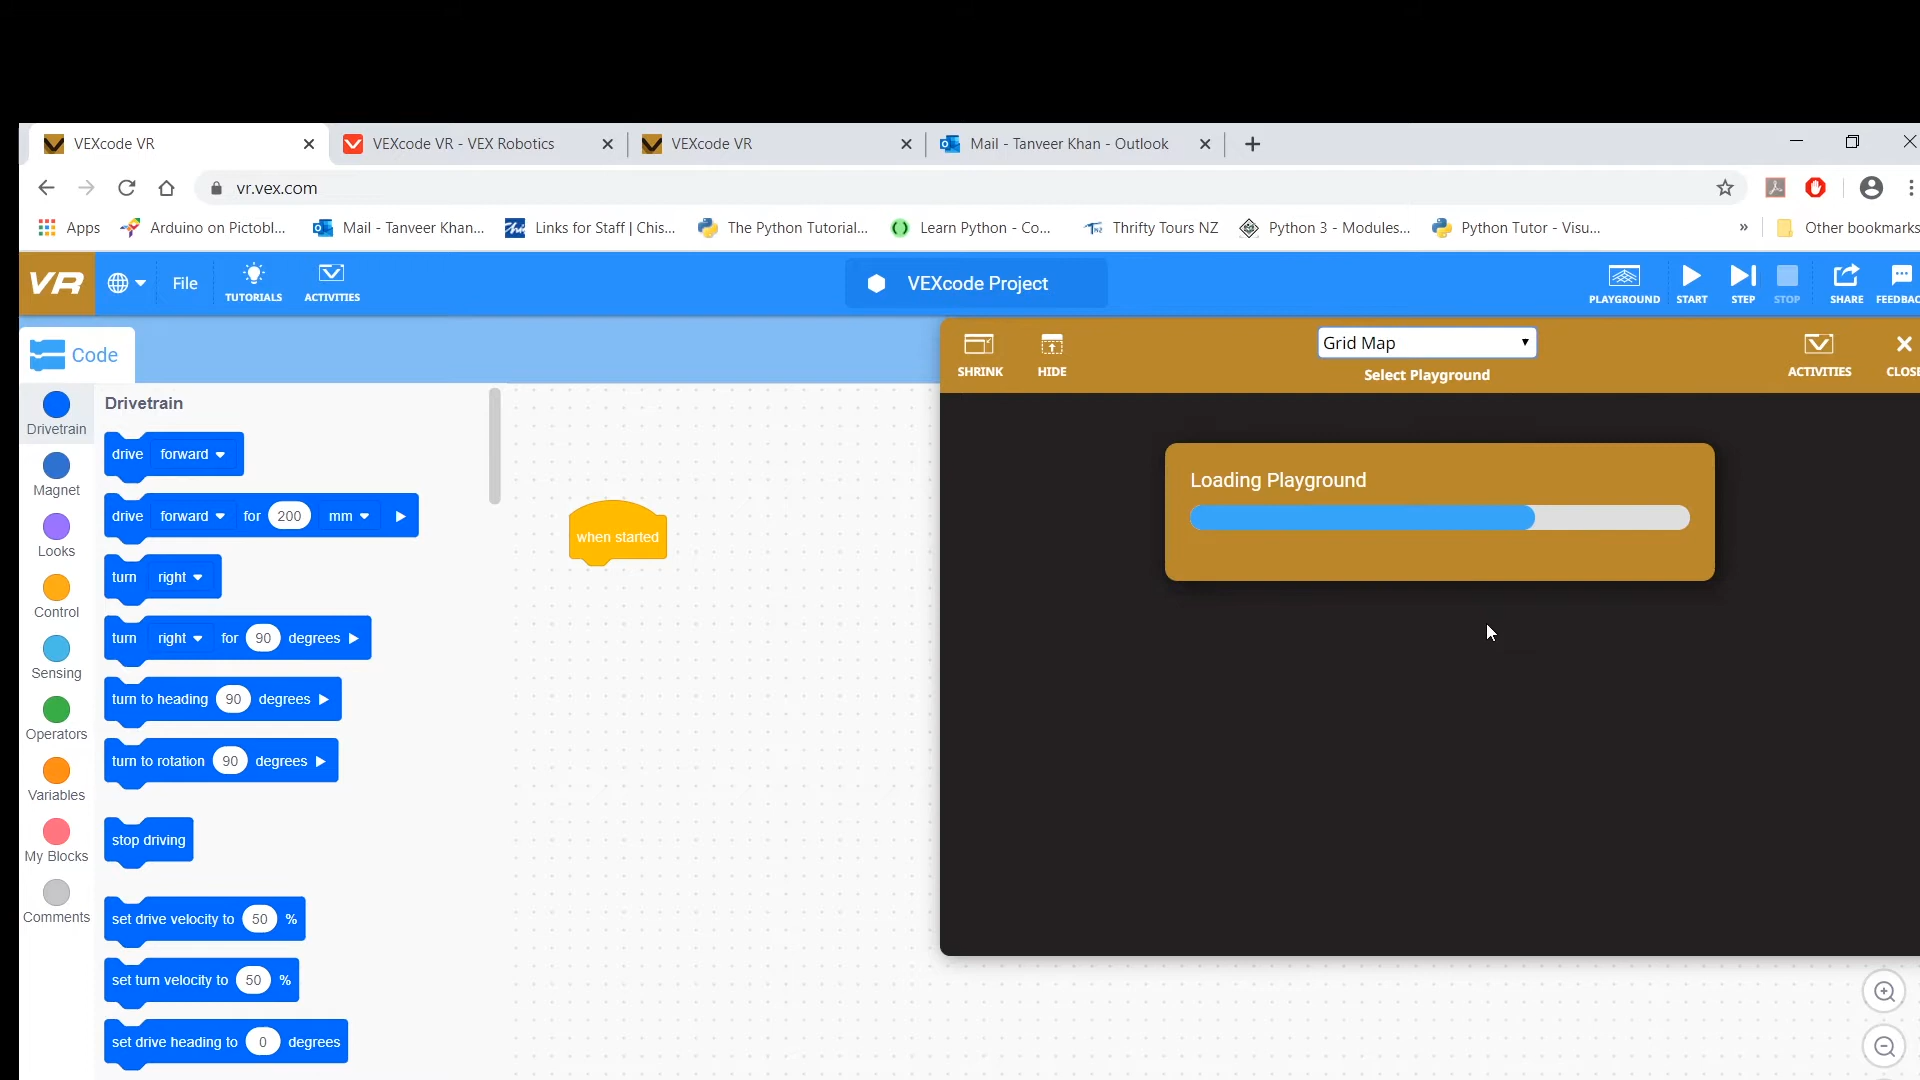 VEXcode VR
VEXcode VR - VEX Robotics
VEXcode VR
Mail - Tanveer Khan - Outlook
vr.vex.com
Apps
Arduino on Pictobl...
Mail - Tanveer Khan...
Links for Staff | Chis...
The Python Tutorial...
Learn Python - Co...
Thrifty Tours NZ
Python 3 - Modules...
Python Tutor - Visu...
»
Other bookmarks
VR
File
TUTORIALS
ACTIVITIES
VEXcode Project
PLAYGROUND
START
STEP
STOP
SHARE
FEEDBAC
Code
SHRINK
HIDE
Grid Map
Select Playground
ACTIVITIES
CLOSE
Drivetrain
Magnet
Looks
Control
Sensing
Operators
Variables
My Blocks
Comments
Drivetrain
drive forward
drive forward for 200 mm
turn right
turn right for 90 degrees
turn to heading 90 degrees
turn to rotation 90 degrees
stop driving
set drive velocity to 50 %
set turn velocity to 50 %
set drive heading to 0 degrees
when started
Loading Playground